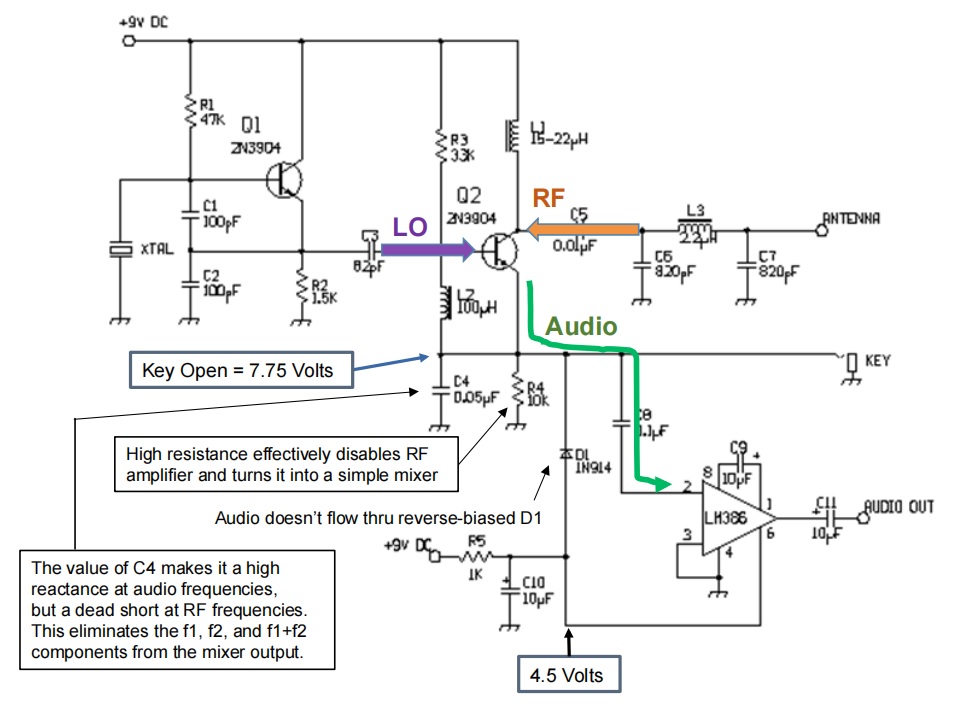 +9V DC
R1
47K
Q1
2N3904
C1
100pF
XTAL
C2
100pF
R2
1.5K
C3
82pF
LO
R3
33K
Q2
2N3904
L1
15-22µH
RF
C5
0.01µF
L3
2.2µH
ANTENNA
C6
820pF
C7
820pF
L2
100µH
Audio
Key Open = 7.75 Volts
KEY
C4
0.05µF
R4
10K
C8
0.1µF
High resistance effectively disables RF
amplifier and turns it into a simple mixer
D1
1N914
Audio doesn't flow thru reverse-biased D1
C9
+
10µF
8
2
1
LM386
3
4
6
+
C11
10µF
AUDIO OUT
+9V DC
R5
1K
+
C10
10µF
The value of C4 makes it a high
reactance at audio frequencies,
but a dead short at RF frequencies.
This eliminates the f1, f2, and f1+f2
components from the mixer output.
4.5 Volts